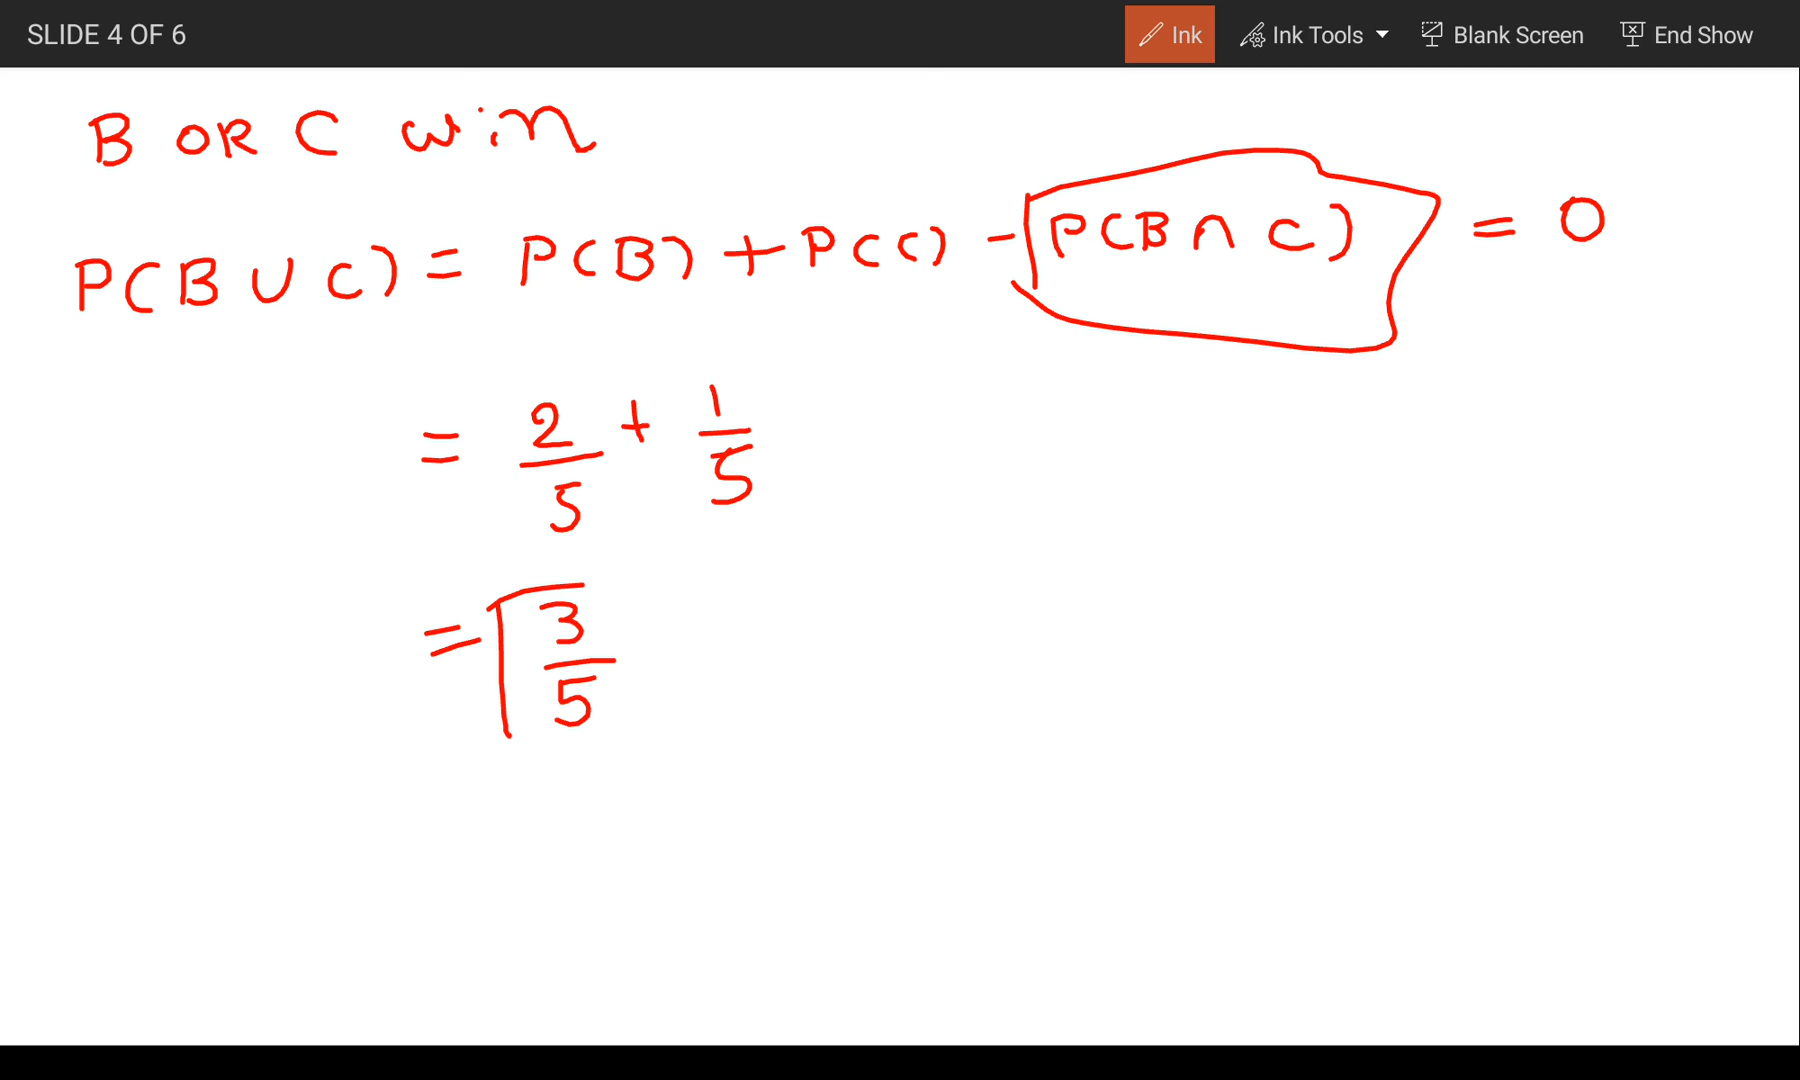 SLIDE 4 OF 6 Ink Ink Tools Blank Screen End Show
B OR C win
P(B ∪ C) = P(B) + P(C) - P(B ∩ C) = 0
= 2/5 + 1/5
= 3/5